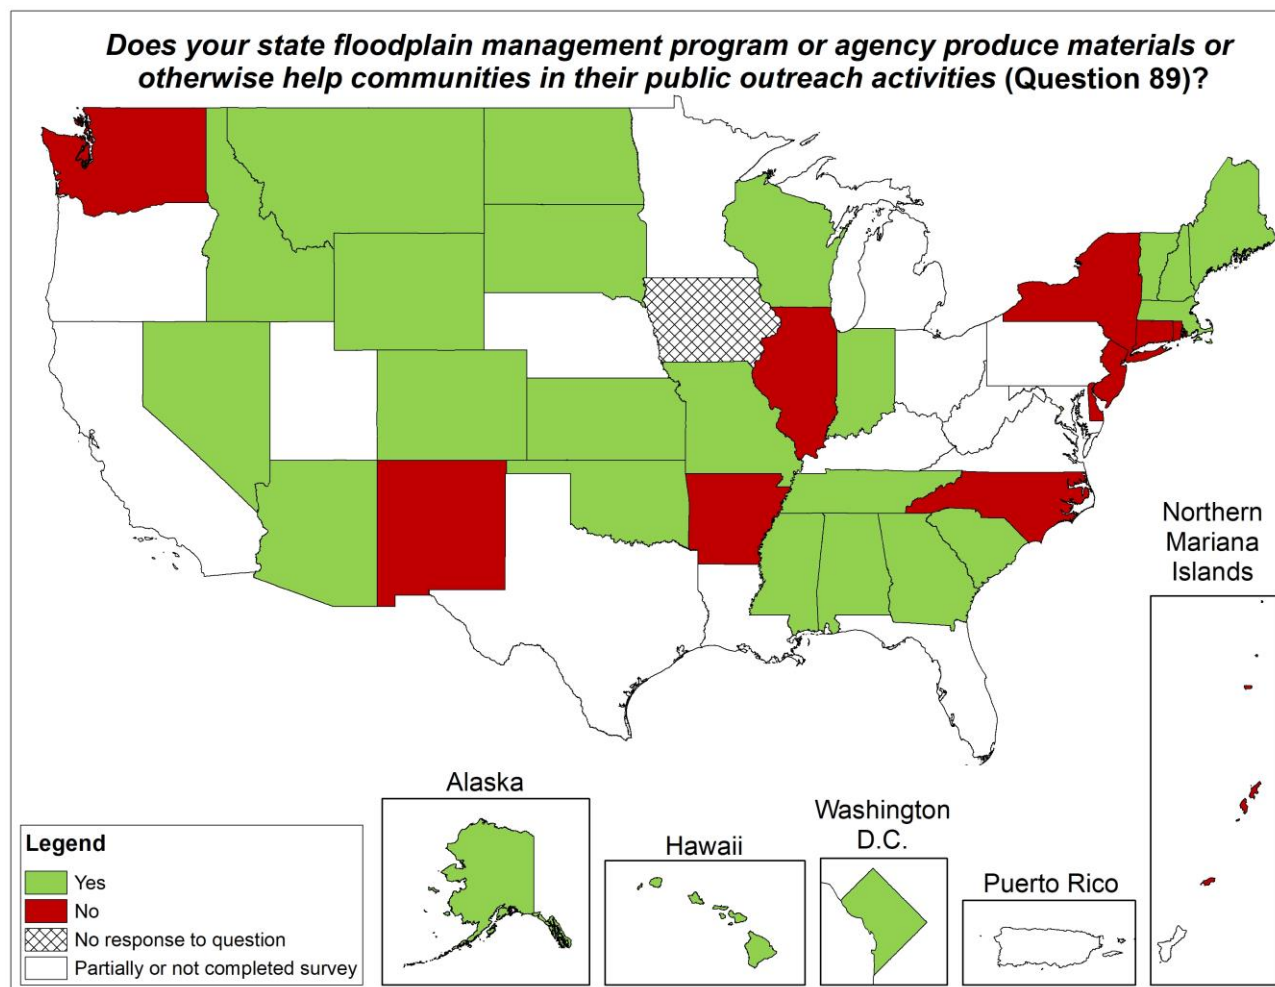 Does your state floodplain management program or agency produce materials or
otherwise help communities in their public outreach activities (Question 89)?
Northern
Mariana
Islands
Alaska
Hawaii
Washington
D.C.
Puerto Rico
Legend
Yes
No
No response to question
Partially or not completed survey